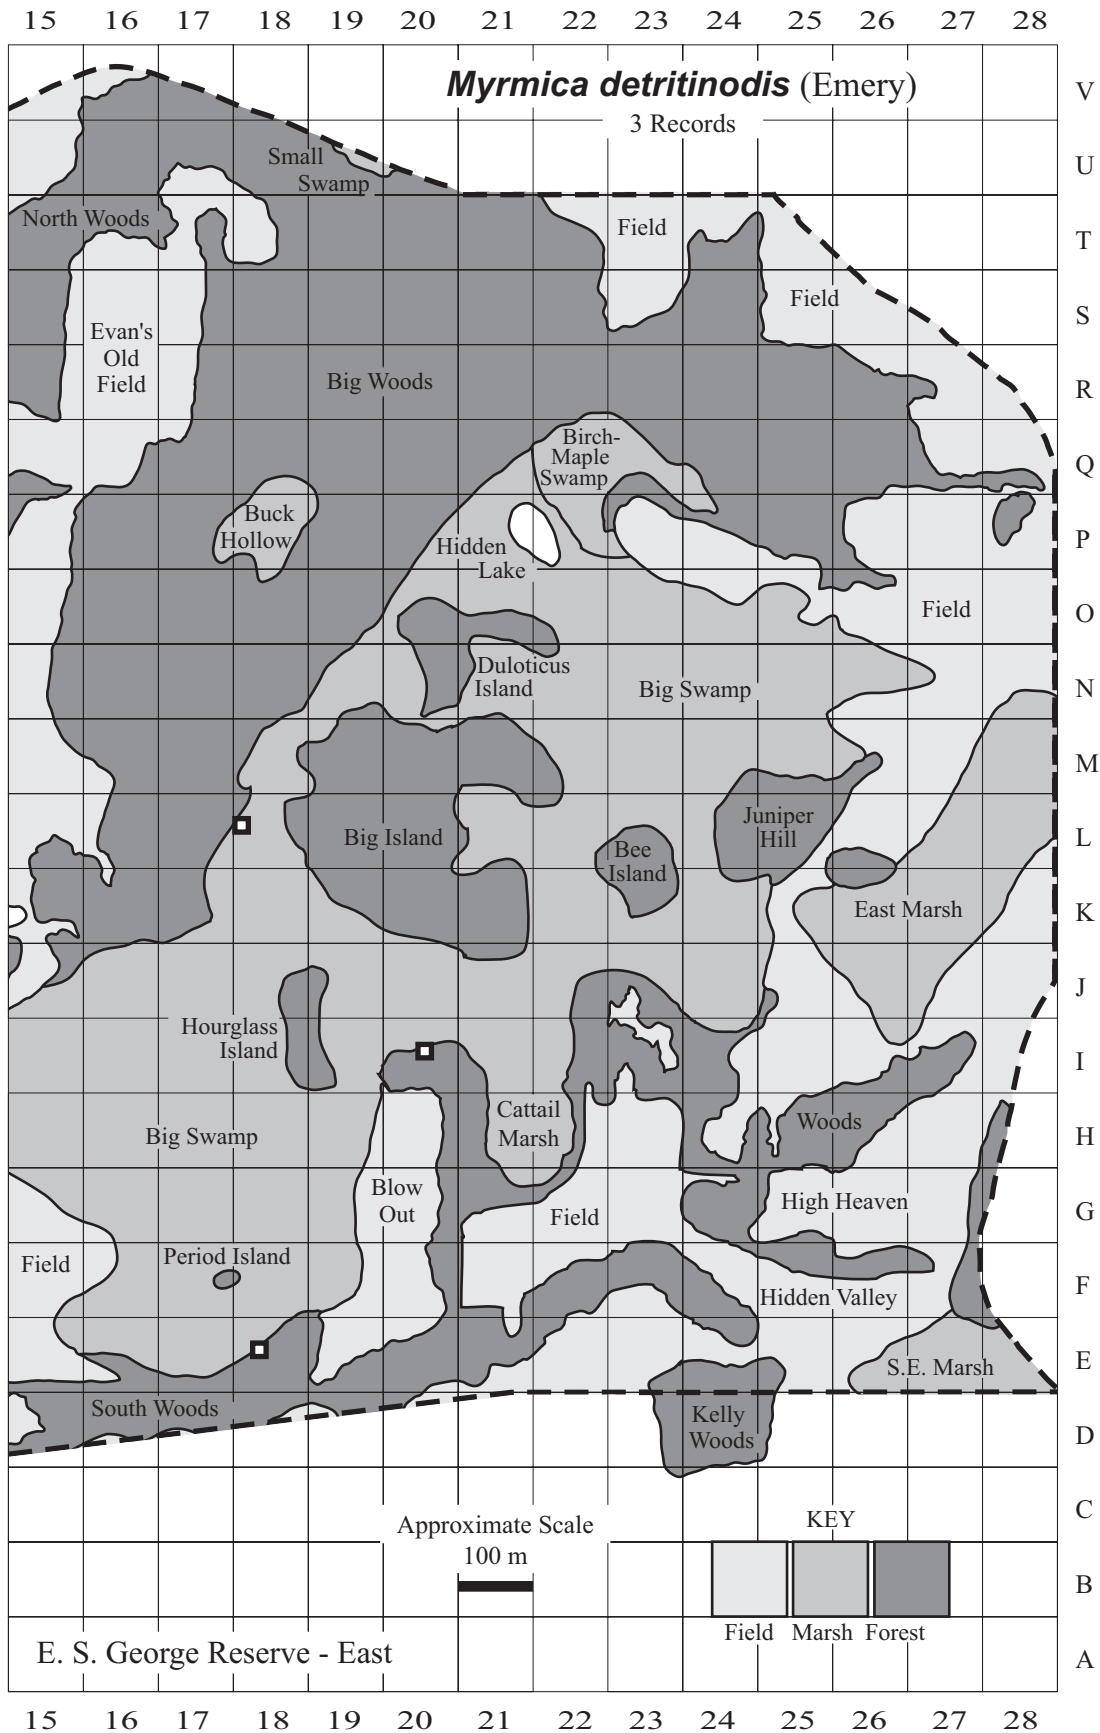 15 16 17 18 19 20 21 22 23 24 25 26 27 28
Myrmica detritinodis (Emery)
V
3 Records
Small
Swamp
U
North Woods
Field
T
Field
S
Evan's
Old
Field
Big Woods
R
Birch-
Maple
Swamp
Q
Buck
Hollow
Hidden
Lake
P
Field
O
Duloticus
Island
Big Swamp
N
M
Big Island
Juniper
Hill
L
Bee
Island
East Marsh
K
J
Hourglass
Island
I
Cattail
Marsh
Woods
Big Swamp
H
Blow
Out
Field
High Heaven
G
Field
Period Island
Hidden Valley
F
S.E. Marsh
E
South Woods
Kelly
Woods
D
Approximate Scale
100 m
KEY
C
B
Field Marsh Forest
E. S. George Reserve - East
A
15 16 17 18 19 20 21 22 23 24 25 26 27 28